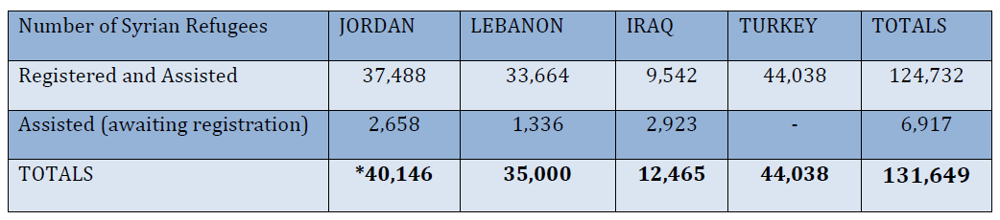 Number of Syrian Refugees JORDAN LEBANON IRAQ TURKEY TOTALS
Registered and Assisted 37,488 33,664 9,542 44,038 124,732
Assisted (awaiting registration) 2,658 1,336 2,923 - 6,917
TOTALS *40,146 35,000 12,465 44,038 131,649